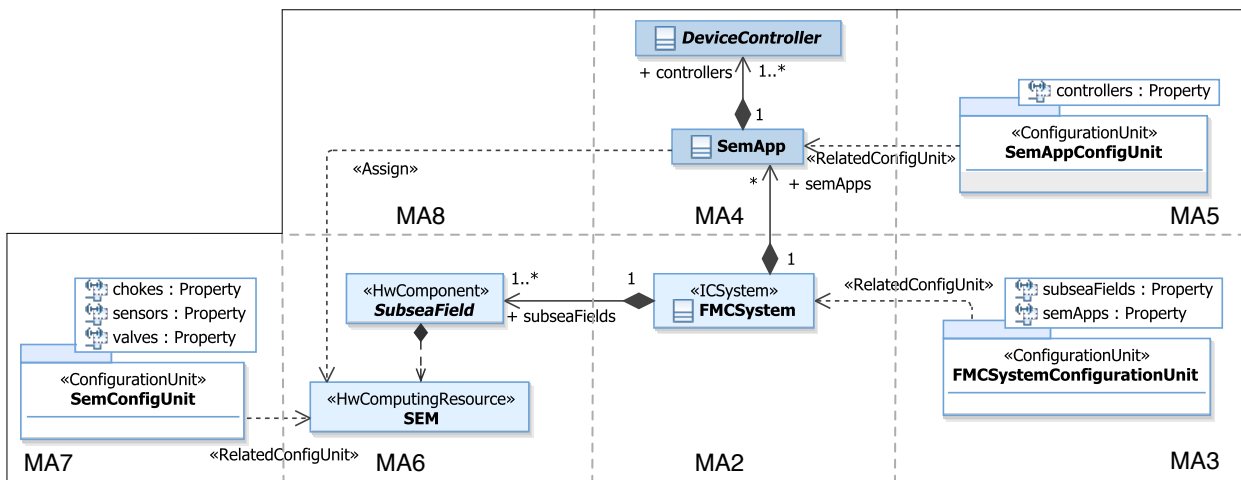 DeviceController
+ controllers
1..*
controllers : Property
1
«ConfigurationUnit»
SemAppConfigUnit
SemApp
«RelatedConfigUnit»
«Assign»
*
+ semApps
MA8
MA4
MA5
1
chokes : Property
sensors : Property
valves : Property
«HwComponent»
SubseaField
1..*
+ subseaFields
1
«ICSystem»
FMCSystem
«RelatedConfigUnit»
subseaFields : Property
semApps : Property
«ConfigurationUnit»
FMCSystemConfigurationUnit
«ConfigurationUnit»
SemConfigUnit
«HwComputingResource»
SEM
«RelatedConfigUnit»
MA7
MA6
MA2
MA3